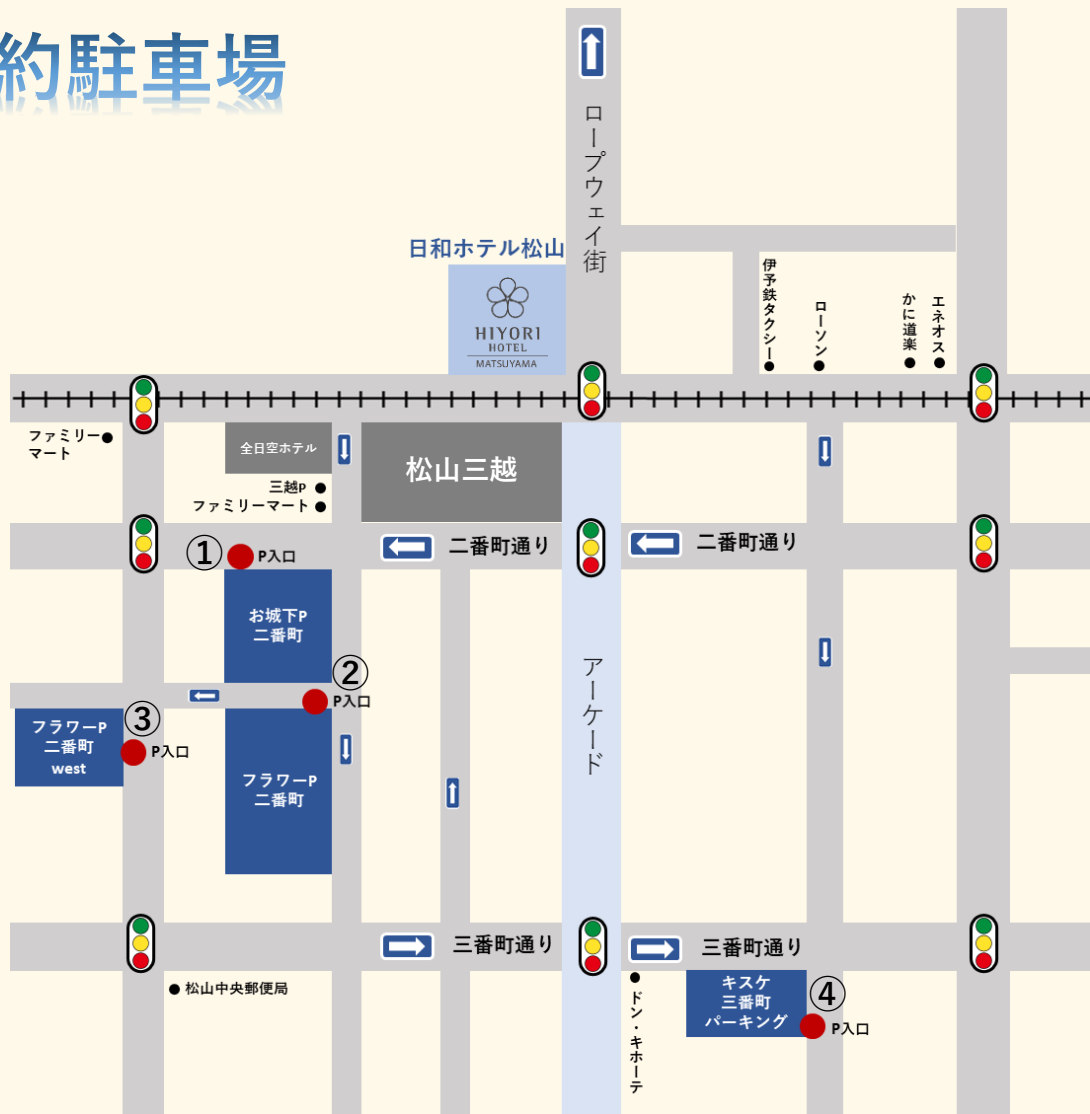 約駐車場
ロープウェイ街
日和ホテル松山
HIYORI
HOTEL
MATSUYAMA
伊予鉄タクシー
ローソン
かに道楽
エネオス
ファミリー
マート
全日空ホテル
松山三越
三越P
ファミリーマート
① P入口
二番町通り
二番町通り
お城下P
二番町
② P入口
アーケード
フラワーP
二番町
west
③ P入口
フラワーP
二番町
三番町通り
三番町通り
松山中央郵便局
ドン・キホーテ
キスケ
三番町
パーキング
④ P入口